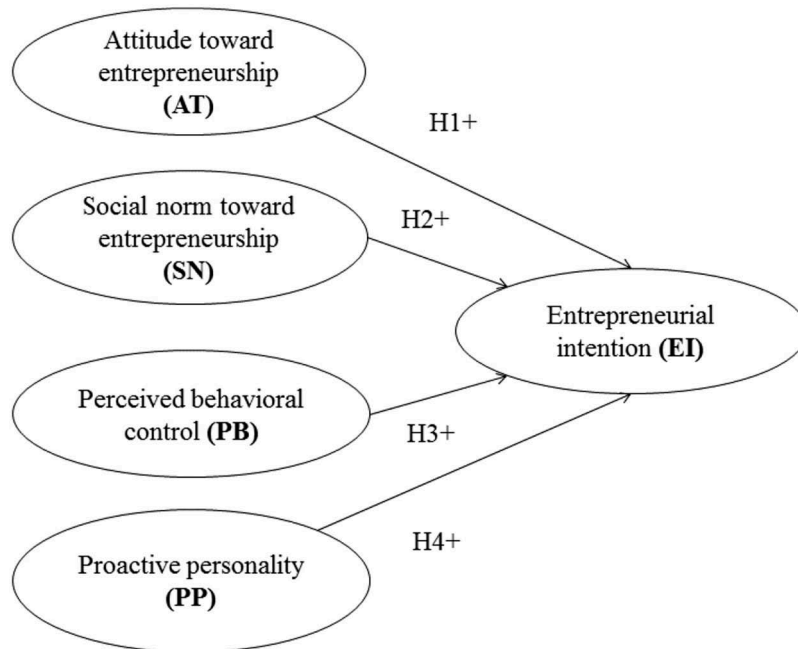 Attitude toward
entrepreneurship
(AT)
H1+
Social norm toward
entrepreneurship
(SN)
H2+
Entrepreneurial
intention (EI)
Perceived behavioral
control (PB)
H3+
Proactive personality
(PP)
H4+